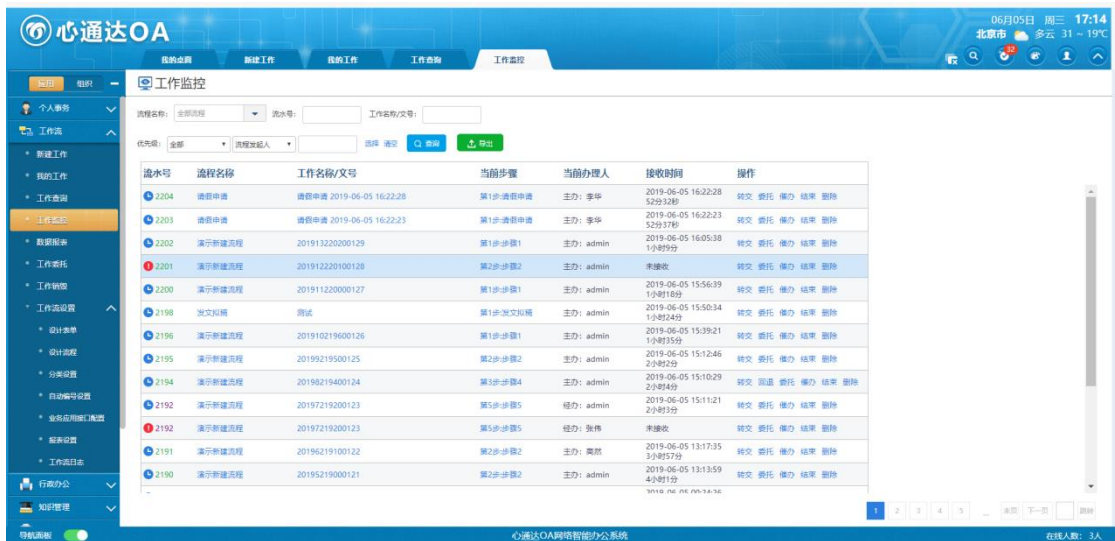 06月05日 周三 17:14
心通达OA
北京市 多云 31 ~ 19℃
我的桌面 新建工作 我的工作 工作查询 工作监控
32
应用 组织
工作监控
个人事务
流程名称: 全部流程 流水号: 工作名称/文号:
工作流
优先级: 全部 流程发起人 选择 清空 查询 导出
新建工作
我的工作
工作查询
工作监控
数据报表
工作委托
工作销毁
工作流设置
设计表单
设计流程
分类设置
自动编号设置
业务应用接口配置
报表设置
工作流日志
行政办公
知识管理
流水号 流程名称 工作名称/文号 当前步骤 当前办理人 接收时间 操作
2204 请假申请 请假申请 2019-06-05 16:22:28 第1步:请假申请 主办: 李华 2019-06-05 16:22:28 52分32秒 转交 委托 催办 结束 删除
2203 请假申请 请假申请 2019-06-05 16:22:23 第1步:请假申请 主办: 李华 2019-06-05 16:22:23 52分37秒 转交 委托 催办 结束 删除
2202 演示新建流程 201913220200129 第1步:步骤1 主办: admin 2019-06-05 16:05:38 1小时9分 转交 委托 催办 结束 删除
2201 演示新建流程 201912220100128 第2步:步骤2 主办: admin 未接收 转交 委托 催办 结束 删除
2200 演示新建流程 201911220000127 第1步:步骤1 主办: admin 2019-06-05 15:56:39 1小时18分 转交 委托 催办 结束 删除
2198 发文拟稿 测试 第1步:发文拟稿 主办: admin 2019-06-05 15:50:34 1小时24分 转交 委托 催办 结束 删除
2196 演示新建流程 201910219600126 第1步:步骤1 主办: admin 2019-06-05 15:39:21 1小时35分 转交 委托 催办 结束 删除
2195 演示新建流程 20199219500125 第2步:步骤2 主办: admin 2019-06-05 15:12:46 2小时2分 转交 委托 催办 结束 删除
2194 演示新建流程 20198219400124 第3步:步骤4 主办: admin 2019-06-05 15:10:29 2小时4分 转交 回退 委托 催办 结束 删除
2192 演示新建流程 20197219200123 第5步:步骤5 经办: admin 2019-06-05 15:11:21 2小时3分 转交 委托 催办 结束 删除
2192 演示新建流程 20197219200123 第5步:步骤5 经办: 张伟 未接收 转交 委托 催办 结束 删除
2191 演示新建流程 20196219100122 第2步:步骤2 主办: 高然 2019-06-05 13:17:35 3小时57分 转交 委托 催办 结束 删除
2190 演示新建流程 20195219000121 第2步:步骤2 主办: admin 2019-06-05 13:13:59 4小时1分 转交 委托 催办 结束 删除
1 2 3 4 5 ... 末页 下一页 跳转
导航面板 心通达OA网络智能办公系统 在线人数: 3人